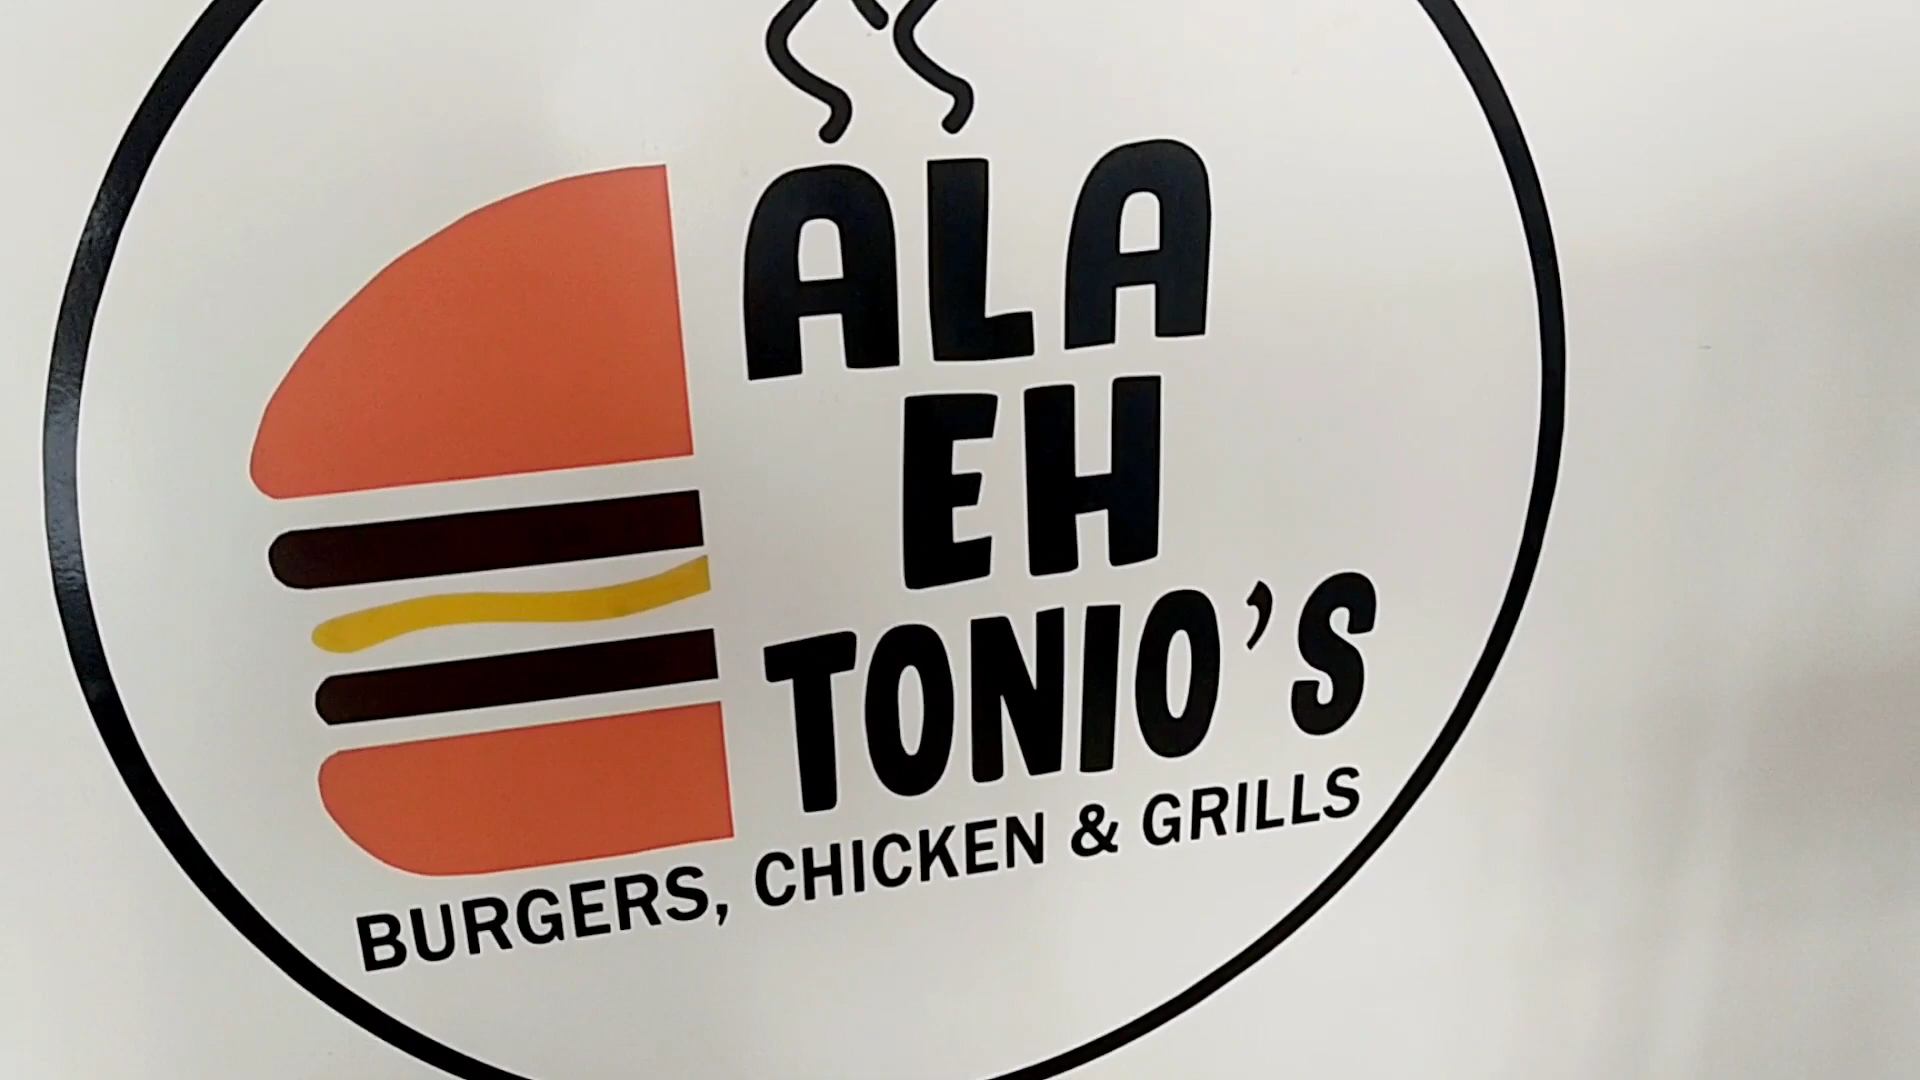 ALA
EH
TONIO'S
BURGERS, CHICKEN & GRILLS